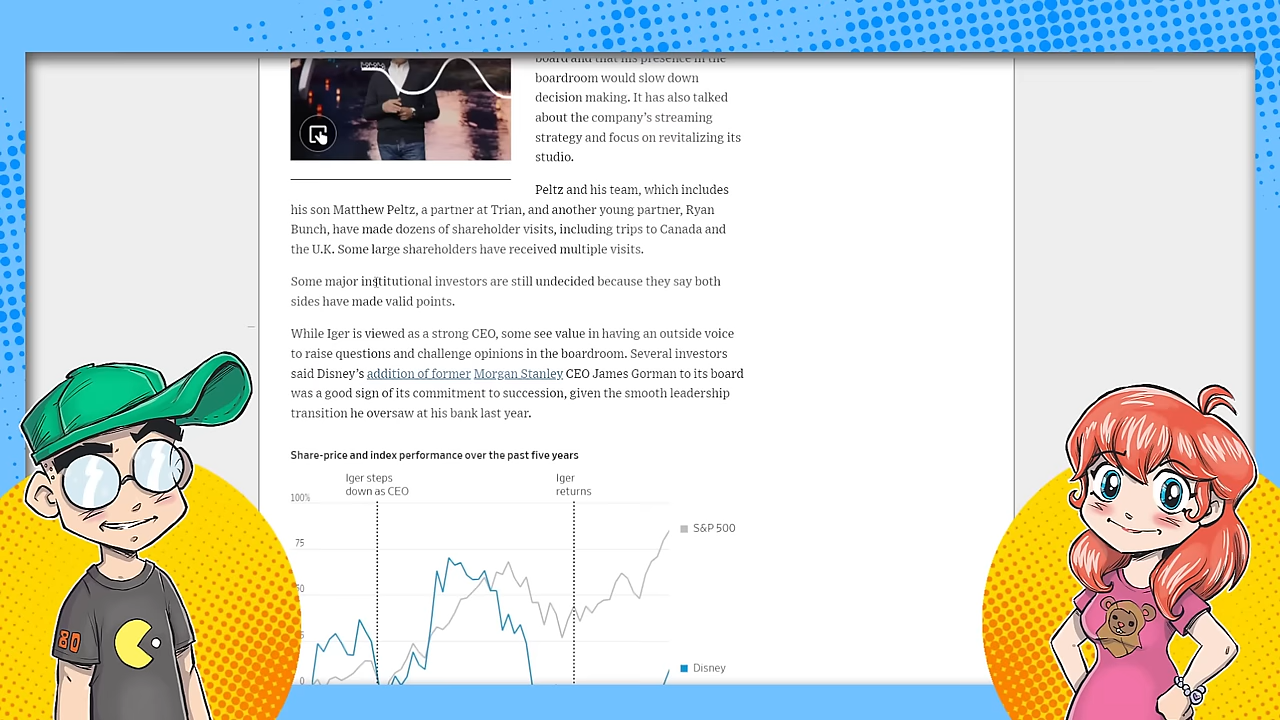 board and that his presence in the
boardroom would slow down
decision making. It has also talked
about the company's streaming
strategy and focus on revitalizing its
studio.
Peltz and his team, which includes
his son Matthew Peltz, a partner at Trian, and another young partner, Ryan
Bunch, have made dozens of shareholder visits, including trips to Canada and
the U.K. Some large shareholders have received multiple visits.
Some major institutional investors are still undecided because they say both
sides have made valid points.
While Iger is viewed as a strong CEO, some see value in having an outside voice
to raise questions and challenge opinions in the boardroom. Several investors
said Disney's addition of former Morgan Stanley CEO James Gorman to its board
was a good sign of its commitment to succession, given the smooth leadership
transition he oversaw at his bank last year.
Share-price and index performance over the past five years
Iger steps
down as CEO
Iger
returns
100%
75
S&P 500
Disney
0
80